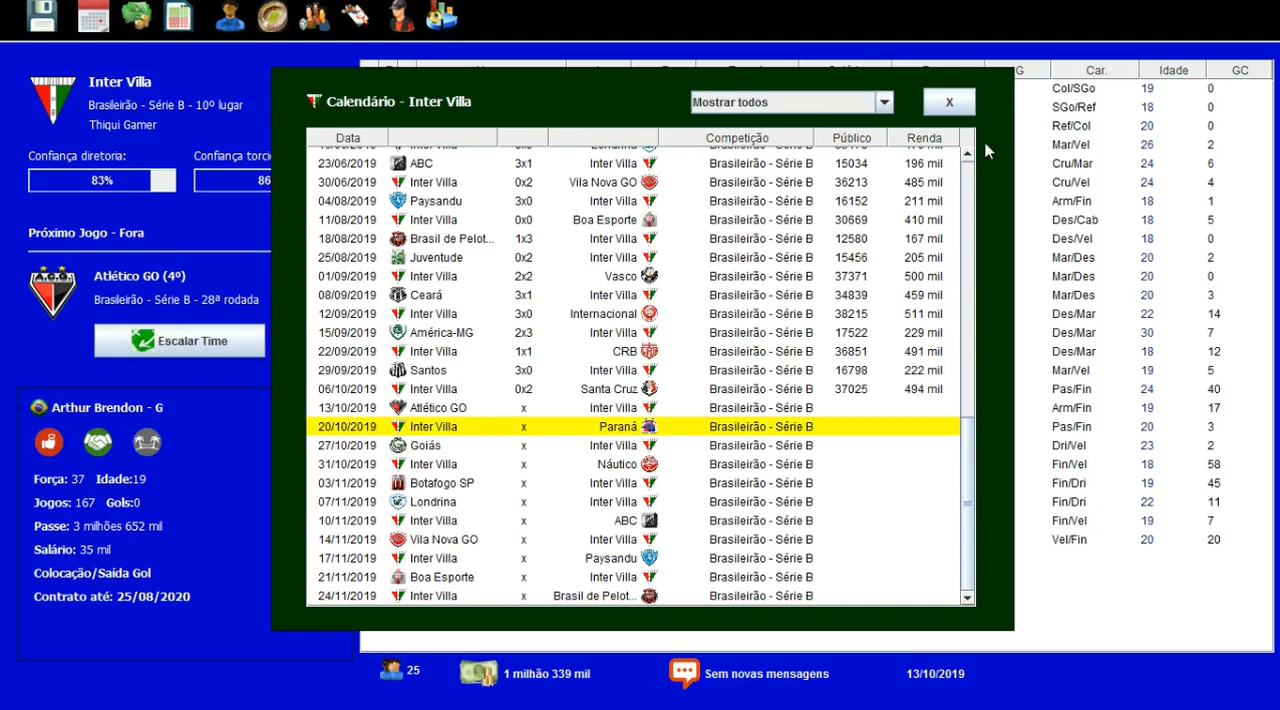 Inter Villa
Brasileirão - Série B - 10º lugar
Thiqui Gamer
Confiança diretoria:
Confiança torci
83%
86
Próximo Jogo - Fora
Atlético GO (4º)
Brasileirão - Série B - 28ª rodada
Escalar Time
Arthur Brendon - G
Força: 37 Idade:19
Jogos: 167 Gols:0
Passe: 3 milhões 652 mil
Salário: 35 mil
Colocação/Saída Gol
Contrato até: 25/08/2020
Calendário - Inter Villa
Mostrar todos
X
Data Competição Público Renda
23/06/2019 ABC 3x1 Inter Villa Brasileirão - Série B 15034 196 mil
30/06/2019 Inter Villa 0x2 Vila Nova GO Brasileirão - Série B 36213 485 mil
04/08/2019 Paysandu 3x0 Inter Villa Brasileirão - Série B 16152 211 mil
11/08/2019 Inter Villa 0x0 Boa Esporte Brasileirão - Série B 30669 410 mil
18/08/2019 Brasil de Pelot... 1x3 Inter Villa Brasileirão - Série B 12580 167 mil
25/08/2019 Juventude 0x2 Inter Villa Brasileirão - Série B 15456 205 mil
01/09/2019 Inter Villa 2x2 Vasco Brasileirão - Série B 37371 500 mil
08/09/2019 Ceará 3x1 Inter Villa Brasileirão - Série B 34839 459 mil
12/09/2019 Inter Villa 3x0 Internacional Brasileirão - Série B 38215 511 mil
15/09/2019 América-MG 2x3 Inter Villa Brasileirão - Série B 17522 229 mil
22/09/2019 Inter Villa 1x1 CRB Brasileirão - Série B 36851 491 mil
29/09/2019 Santos 3x0 Inter Villa Brasileirão - Série B 16798 222 mil
06/10/2019 Inter Villa 0x2 Santa Cruz Brasileirão - Série B 37025 494 mil
13/10/2019 Atlético GO x Inter Villa Brasileirão - Série B
20/10/2019 Inter Villa x Paraná Brasileirão - Série B
27/10/2019 Goiás x Inter Villa Brasileirão - Série B
31/10/2019 Inter Villa x Náutico Brasileirão - Série B
03/11/2019 Botafogo SP x Inter Villa Brasileirão - Série B
07/11/2019 Londrina x Inter Villa Brasileirão - Série B
10/11/2019 Inter Villa x ABC Brasileirão - Série B
14/11/2019 Vila Nova GO x Inter Villa Brasileirão - Série B
17/11/2019 Inter Villa x Paysandu Brasileirão - Série B
21/11/2019 Boa Esporte x Inter Villa Brasileirão - Série B
24/11/2019 Inter Villa x Brasil de Pelot... Brasileirão - Série B
G Car. Idade GC
Col/SGo 19 0
SGo/Ref 18 0
Ref/Col 20 0
Mar/Vel 26 2
Cru/Mar 24 6
Cru/Vel 24 4
Arm/Fin 18 1
Des/Cab 18 5
Des/Vel 18 0
Mar/Des 20 2
Mar/Des 20 0
Mar/Des 20 3
Des/Mar 22 14
Des/Mar 30 7
Des/Mar 18 12
Mar/Vel 19 5
Pas/Fin 24 40
Arm/Fin 19 17
Pas/Fin 20 3
Dri/Vel 23 2
Fin/Vel 18 58
Fin/Dri 19 45
Fin/Dri 22 11
Fin/Vel 19 7
Vel/Fin 20 20
25
1 milhão 339 mil
Sem novas mensagens
13/10/2019